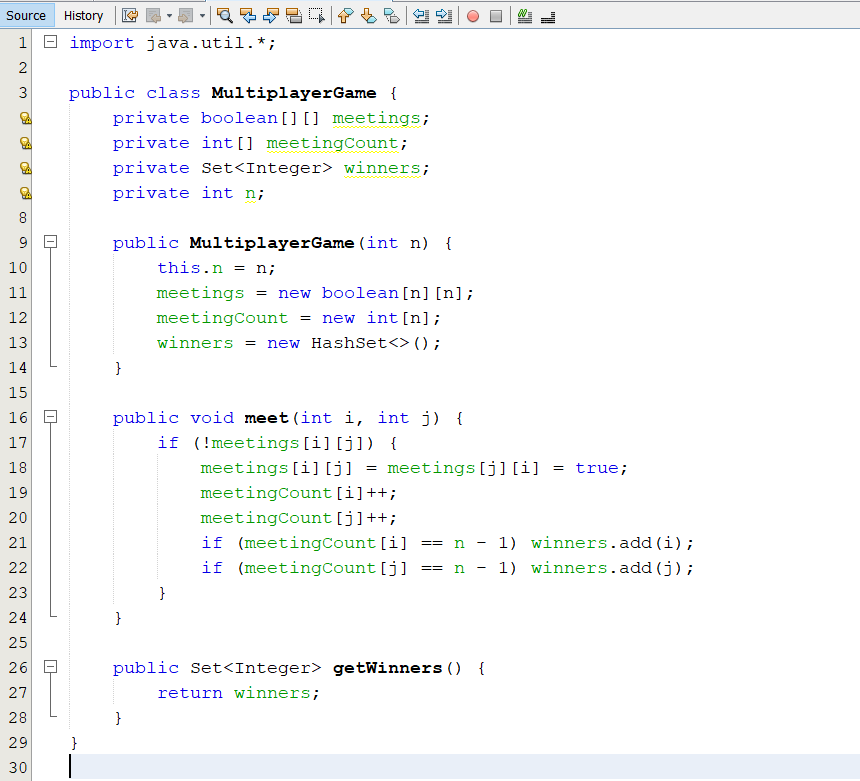 Source History
1 import java.util.*;
2
3 public class MultiplayerGame {
private boolean[][] meetings;
private int[] meetingCount;
private Set<Integer> winners;
private int n;
8
9 public MultiplayerGame(int n) {
10 this.n = n;
11 meetings = new boolean[n][n];
12 meetingCount = new int[n];
13 winners = new HashSet<>();
14 }
15
16 public void meet(int i, int j) {
17 if (!meetings[i][j]) {
18 meetings[i][j] = meetings[j][i] = true;
19 meetingCount[i]++;
20 meetingCount[j]++;
21 if (meetingCount[i] == n - 1) winners.add(i);
22 if (meetingCount[j] == n - 1) winners.add(j);
23 }
24 }
25
26 public Set<Integer> getWinners() {
27 return winners;
28 }
29 }
30